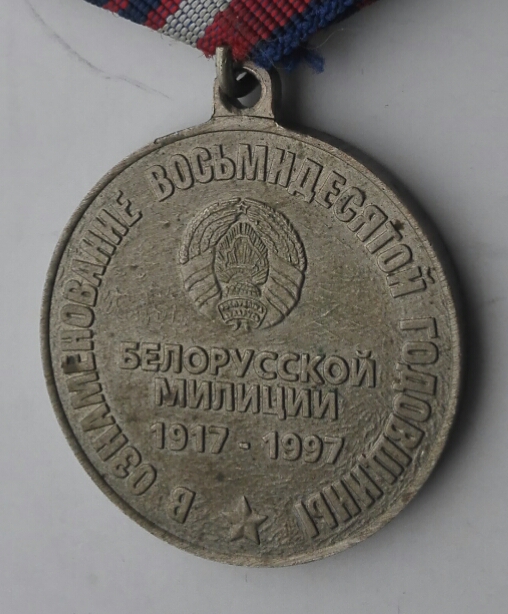 В ОЗНАМЕНОВАНИЕ ВОСЬМИДЕСЯТОЙ ГОДОВЩИНЫ
БЕЛОРУССКОЙ
МИЛИЦИИ
1917 - 1997